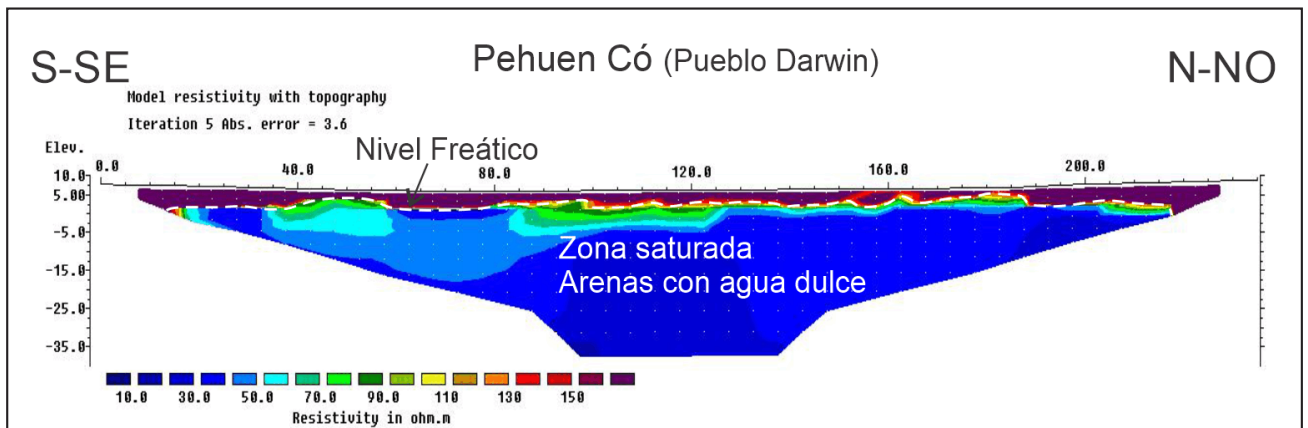 S-SE
Pehuen Có (Pueblo Darwin)
N-NO
Model resistivity with topography
Iteration 5 Abs. error = 3.6
Elev.
Nivel Freático
0.0 40.0 80.0 120.0 160.0 200.0
10.0
5.00
-5.0
-15.0
-25.0
-35.0
Zona saturada
Arenas con agua dulce
10.0 30.0 50.0 70.0 90.0 110 130 150
Resistivity in ohm.m